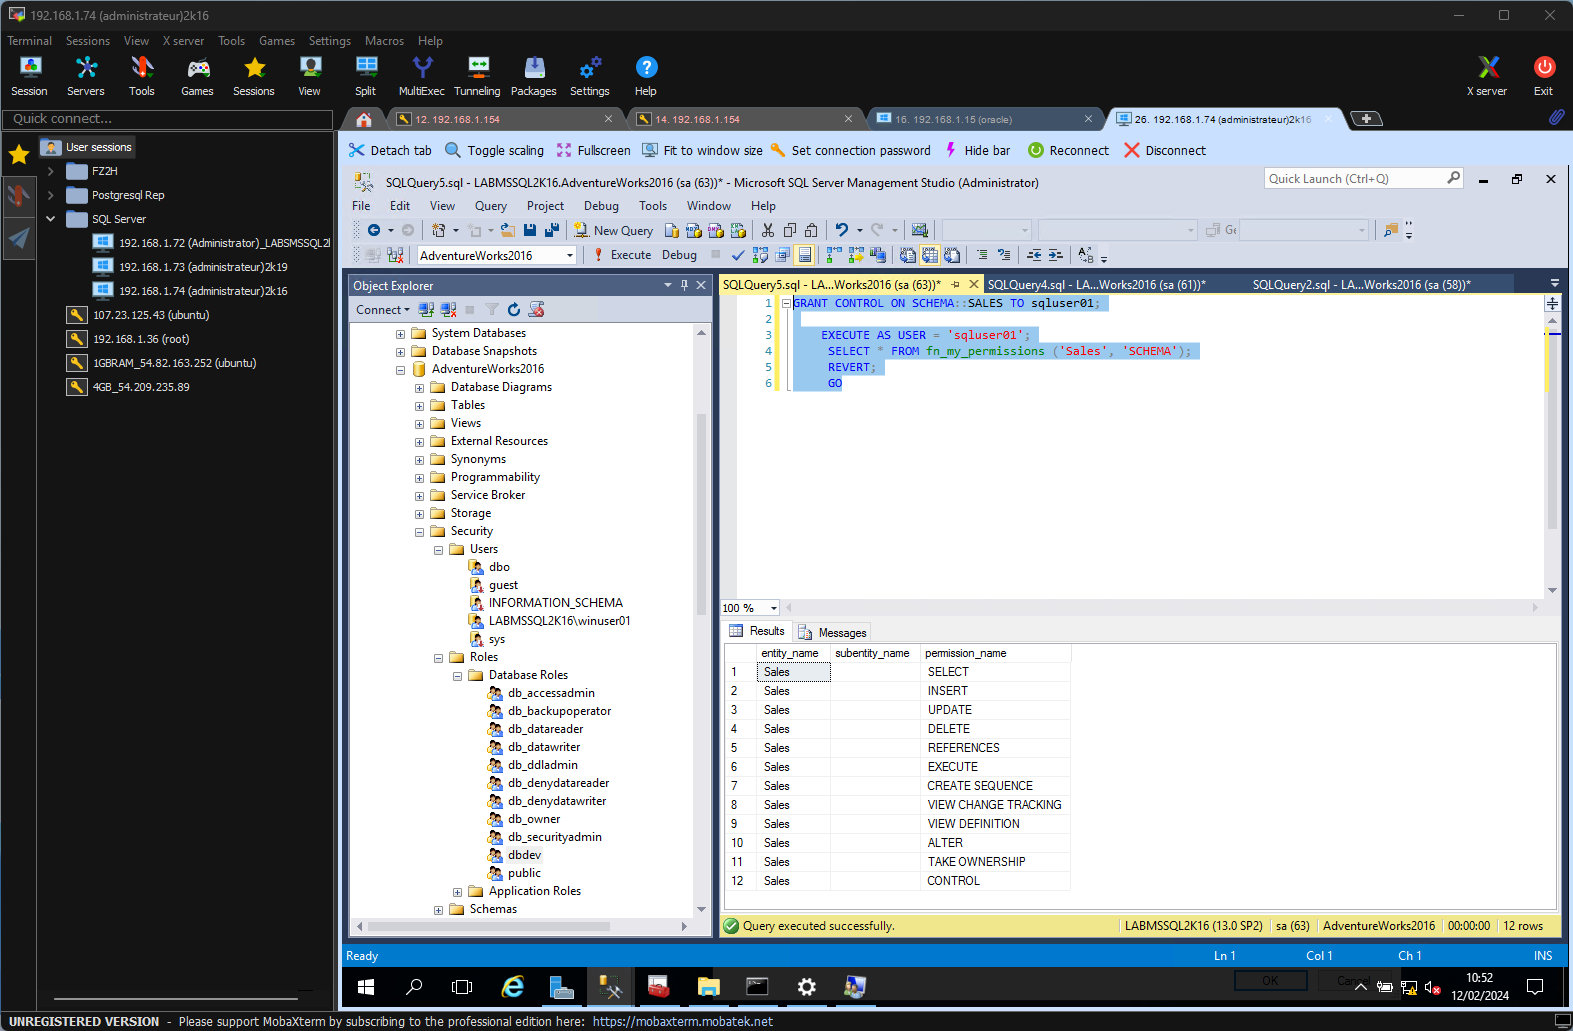 192.168.1.74 (administrateur)2k16
Terminal Sessions View X server Tools Games Settings Macros Help
Session Servers Tools Games Sessions View Split MultiExec Tunneling Packages Settings Help X server Exit
Quick connect...
12. 192.168.1.154
14. 192.168.1.154
16. 192.168.1.15 (oracle)
26. 192.168.1.74 (administrateur)2k16
User sessions
FZ2H
Postgresql Rep
SQL Server
192.168.1.72 (Administrator)_LABSMSSQL2
192.168.1.73 (administrateur)2k19
192.168.1.74 (administrateur)2k16
107.23.125.43 (ubuntu)
192.168.1.36 (root)
1GBRAM_54.82.163.252 (ubuntu)
4GB_54.209.235.89
Detach tab Toggle scaling Fullscreen Fit to window size Set connection password Hide bar Reconnect Disconnect
SQLQuery5.sql - LABMSSQL2K16.AdventureWorks2016 (sa (63))* - Microsoft SQL Server Management Studio (Administrator)
Quick Launch (Ctrl+Q)
File Edit View Query Project Debug Tools Window Help
New Query
MDX DMX XMLA
Ge
AdventureWorks2016
Execute Debug
Object Explorer
Connect
System Databases
Database Snapshots
AdventureWorks2016
Database Diagrams
Tables
Views
External Resources
Synonyms
Programmability
Service Broker
Storage
Security
Users
dbo
guest
INFORMATION_SCHEMA
LABMSSQL2K16\winuser01
sys
Roles
Database Roles
db_accessadmin
db_backupoperator
db_datareader
db_datawriter
db_ddladmin
db_denydatareader
db_denydatawriter
db_owner
db_securityadmin
dbdev
public
Application Roles
Schemas
SQLQuery5.sql - LA...Works2016 (sa (63))*
SQLQuery4.sql - LA...Works2016 (sa (61))*
SQLQuery2.sql - LA...Works2016 (sa (58))*
1 GRANT CONTROL ON SCHEMA::SALES TO sqluser01;
2
3 EXECUTE AS USER = 'sqluser01';
4 SELECT * FROM fn_my_permissions ('Sales', 'SCHEMA');
5 REVERT;
6 GO
100 %
Results Messages
entity_name subentity_name permission_name
1 Sales SELECT
2 Sales INSERT
3 Sales UPDATE
4 Sales DELETE
5 Sales REFERENCES
6 Sales EXECUTE
7 Sales CREATE SEQUENCE
8 Sales VIEW CHANGE TRACKING
9 Sales VIEW DEFINITION
10 Sales ALTER
11 Sales TAKE OWNERSHIP
12 Sales CONTROL
Query executed successfully.
LABMSSQL2K16 (13.0 SP2) sa (63) AdventureWorks2016 00:00:00 12 rows
Ready Ln 1 Col 1 Ch 1 INS
OK Cancel
10:52
12/02/2024
UNREGISTERED VERSION - Please support MobaXterm by subscribing to the professional edition here: https://mobaxterm.mobatek.net